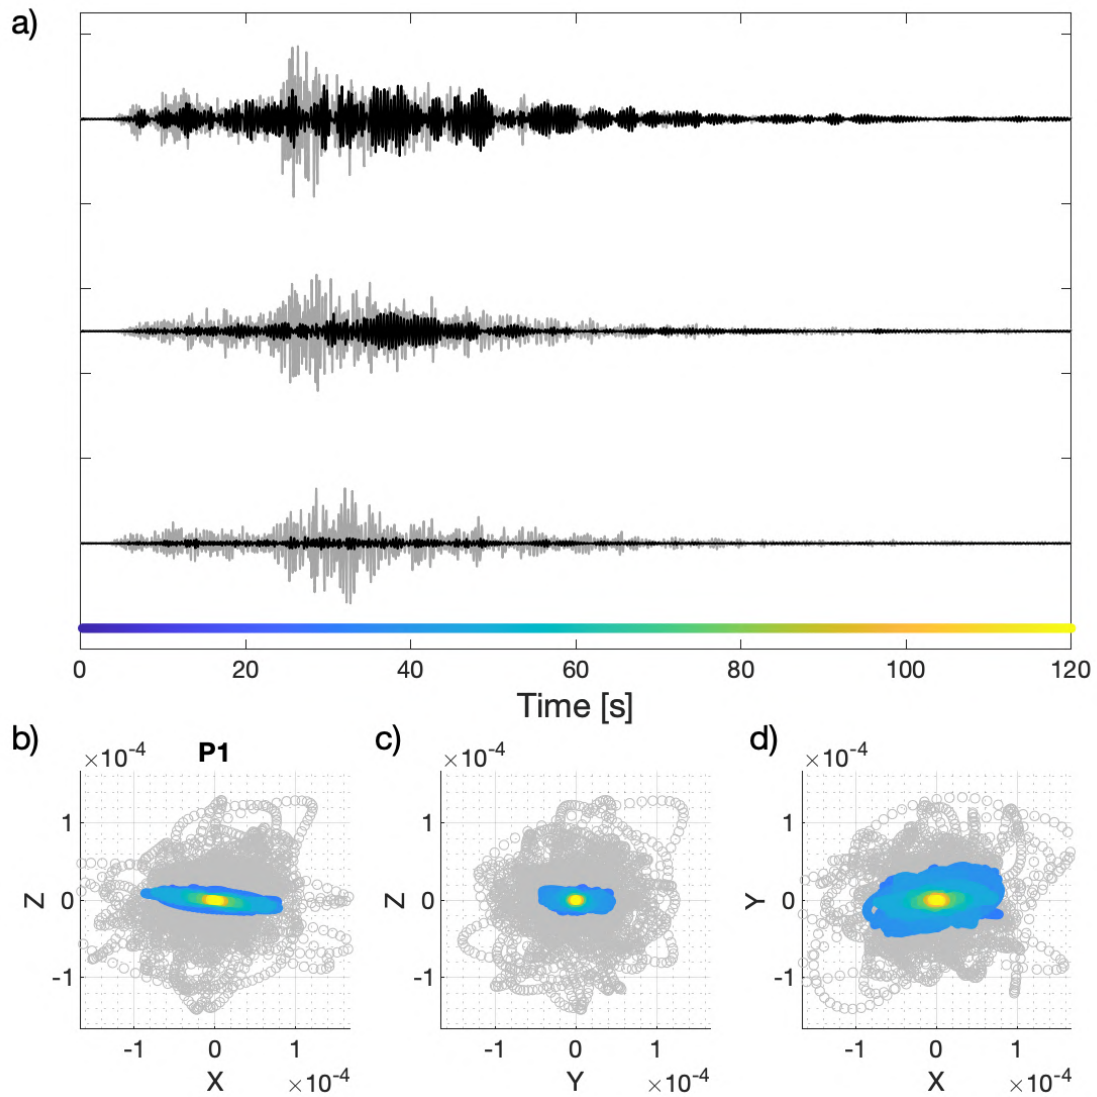 a)
0 20 40 60 80 100 120
Time [s]
b) c) d)
×10⁻⁴ P1 ×10⁻⁴ ×10⁻⁴
1 1 1
Z 0 Z 0 Y 0
-1 -1 -1
-1 0 1 -1 0 1 -1 0 1
X ×10⁻⁴ Y ×10⁻⁴ X ×10⁻⁴